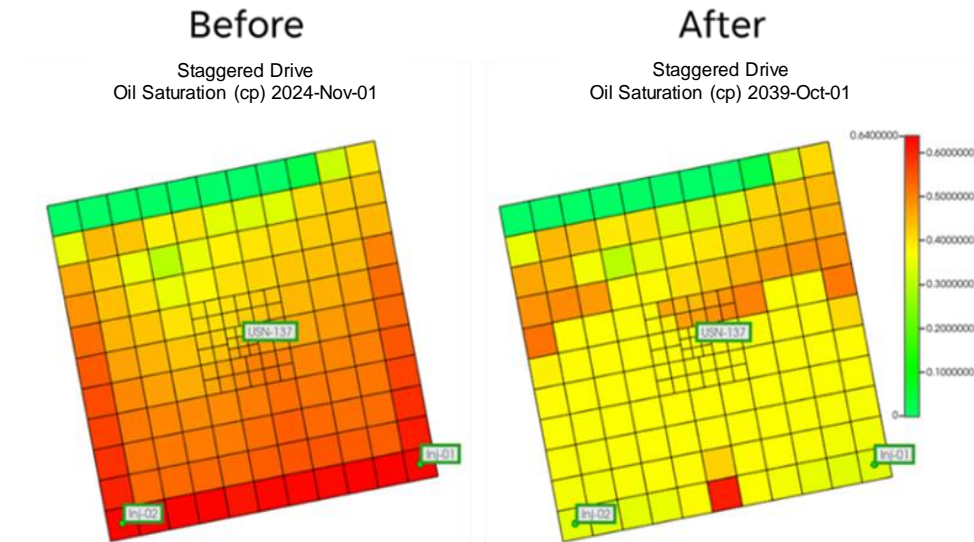 Before
After
Staggered Drive
Oil Saturation (cp) 2024-Nov-01
Staggered Drive
Oil Saturation (cp) 2039-Oct-01
0.6400000
0.6000000
0.5000000
0.4000000
0.3000000
0.2000000
0.1000000
0
USN-137
Inj-01
Inj-02
USN-137
Inj-01
Inj-02